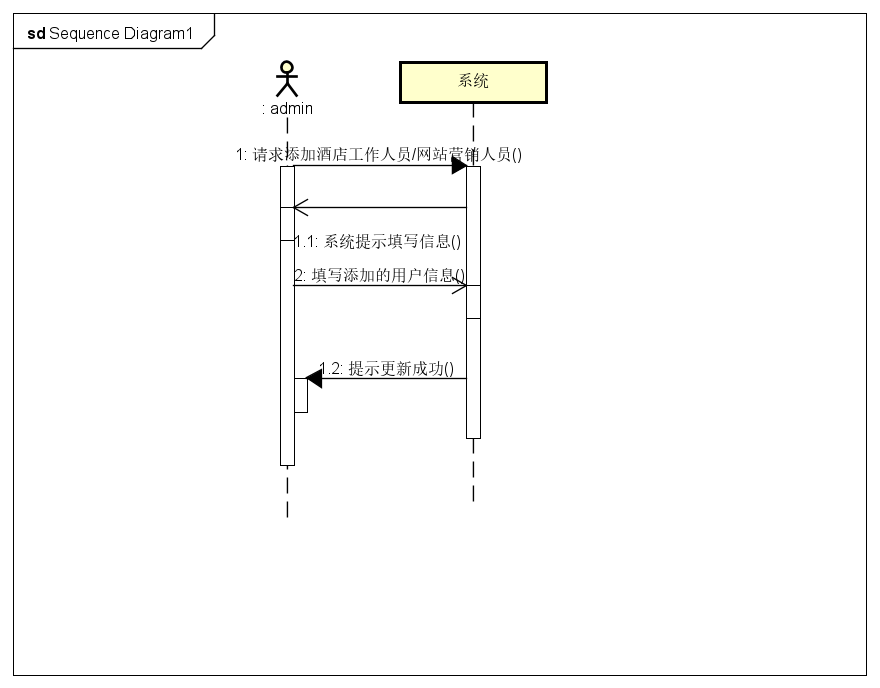 sd Sequence Diagram1
: admin
系统
1: 请求添加酒店工作人员/网站营销人员()
1.1: 系统提示填写信息()
2: 填写添加的用户信息()
1.2: 提示更新成功()